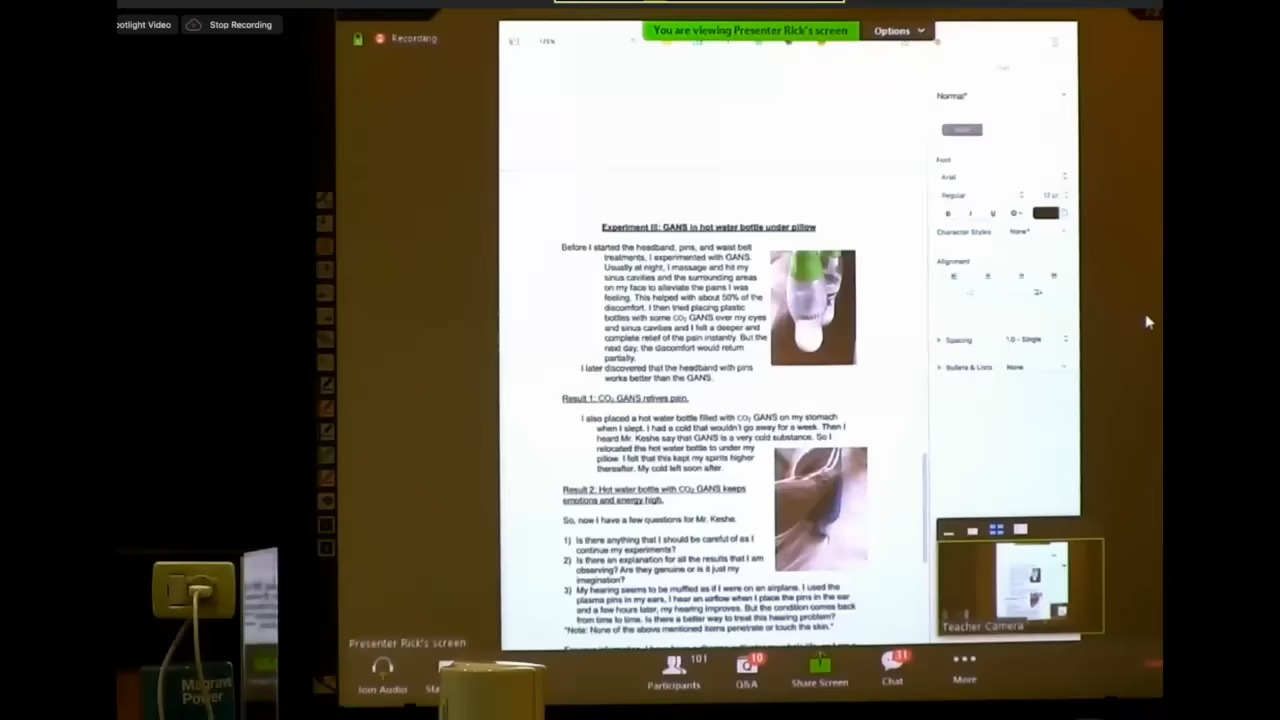 potlight Video
Stop Recording
Recording
You are viewing Presenter Rick's screen
Options
125%
Normal*
Font
Arial
Regular
12 pt
B I U
Character Styles None*
Alignment
Spacing 1.0 - Single
Bullets & Lists None
Experiment III: GANS in hot water bottle under pillow
Before I started the headband, pins, and waist belt
treatments, I experimented with GANS.
Usually at night, I massage and hit my
sinus cavities and the surrounding areas
on my face to alleviate the pains I was
feeling. This helped with about 50% of the
discomfort. I then tried placing plastic
bottles with some CO₂ GANS over my eyes
and sinus cavities and I felt a deeper and
complete relief of the pain instantly. But the
next day, the discomfort would return
partially.
I later discovered that the headband with pins
works better than the GANS.
Result 1: CO₂ GANS relives pain.
I also placed a hot water bottle filled with CO₂ GANS on my stomach
when I slept. I had a cold that wouldn't go away for a week. Then I
heard Mr. Keshe say that GANS is a very cold substance. So I
relocated the hot water bottle to under my
pillow. I felt that this kept my spirits higher
thereafter. My cold left soon after.
Result 2: Hot water bottle with CO₂ GANS keeps
emotions and energy high.
So, now I have a few questions for Mr. Keshe.
1) Is there anything that I should be careful of as I
continue my experiments?
2) Is there an explanation for all the results that I am
observing? Are they genuine or is it just my
imagination?
3) My hearing seems to be muffled as if I were on an airplane. I used the
plasma pins in my ears, I hear an airflow when I place the pins in the ear
and a few hours later, my hearing improves. But the condition comes back
from time to time. Is there a better way to treat this hearing problem?
"Note: None of the above mentioned items penetrate or touch the skin."
Teacher Camera
Presenter Rick's screen
Join Audio
Participants 101
Q&A 10
Share Screen
Chat 31
More
Magraw
Power